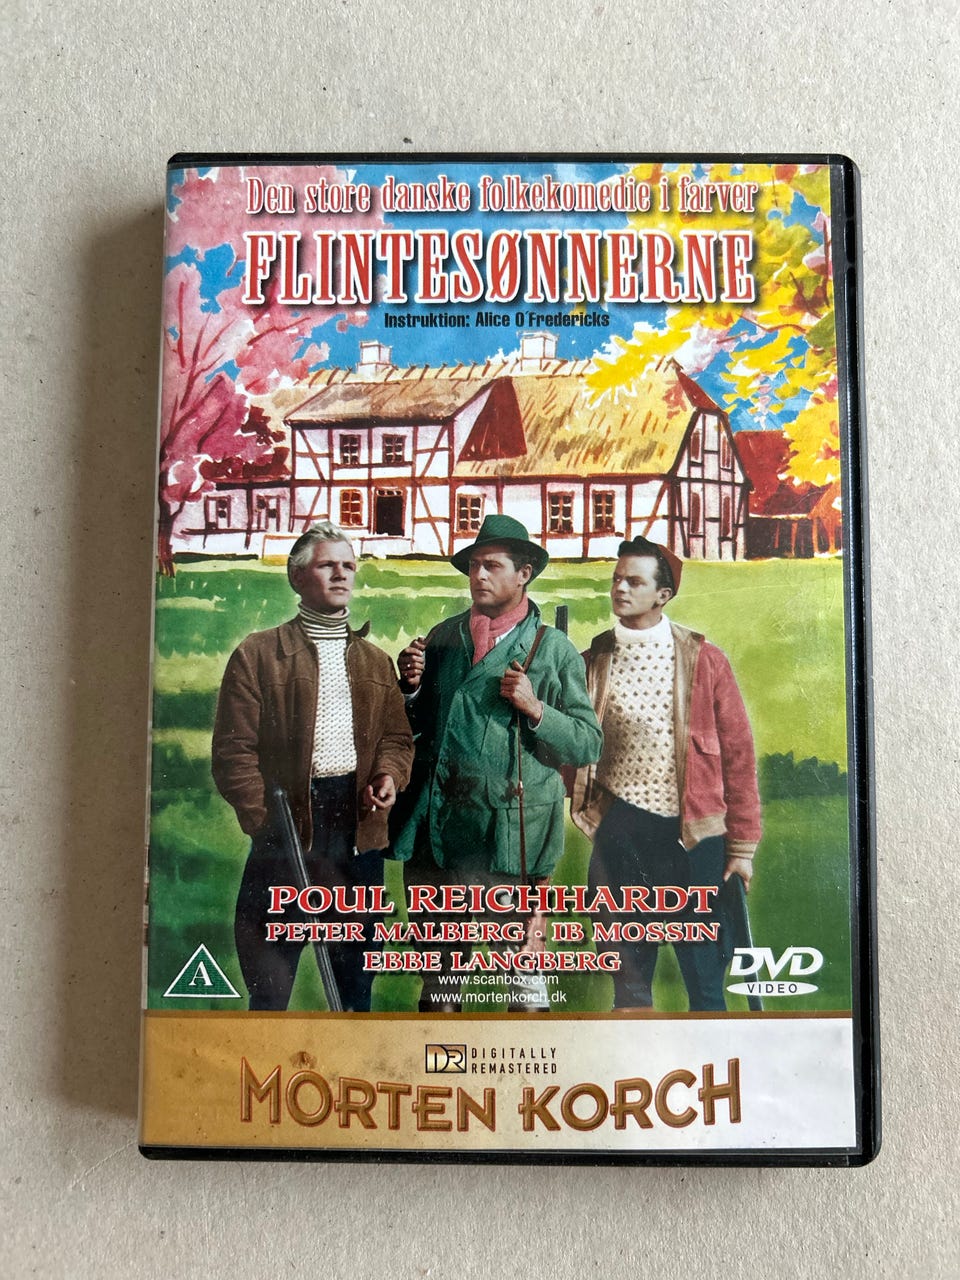 Den store danske folkekomedie i farver
FLINTESØNNERNE
Instruktion: Alice O'Fredericks
POUL REICHHARDT
PETER MALBERG · IB MOSSIN
EBBE LANGBERG
www.scanbox.com
www.mortenkorch.dk
A
DVD
VIDEO
DR DIGITALLY
REMASTERED
MORTEN KORCH